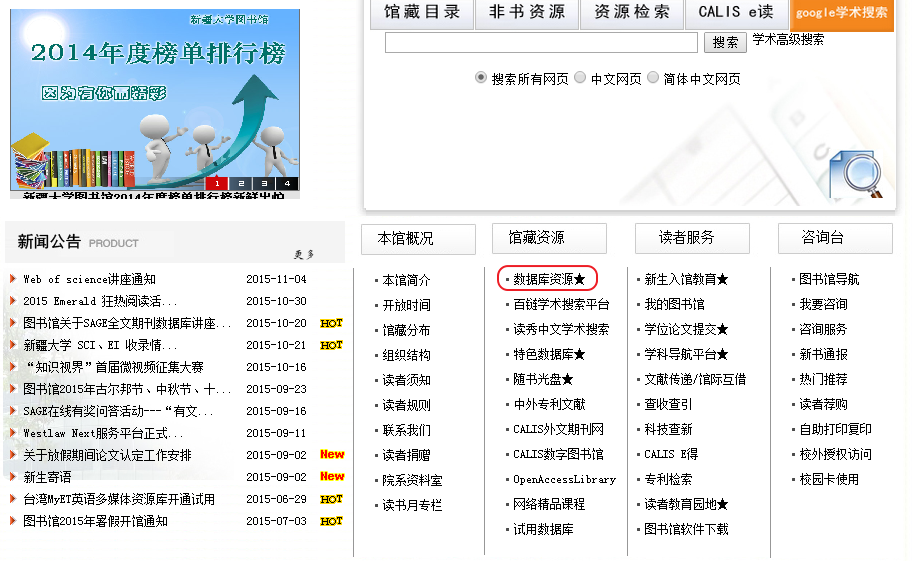 新疆大学图书馆
2014年度榜单排行榜
因为有你而精彩
1 2 3 4
新疆大学图书馆2014年度榜单排行榜新鲜出炉
馆藏目录 非书资源 资源检索 CALIS e读 google学术搜索
搜索 学术高级搜索
搜索所有网页 中文网页 简体中文网页
新闻公告 PRODUCT
更多
Web of science讲座通知 2015-11-04
2015 Emerald 狂热阅读活... 2015-10-30
图书馆关于SAGE全文期刊数据库讲座... 2015-10-20 HOT
新疆大学 SCI、EI 收录情... 2015-10-21 HOT
“知识视界”首届微视频征集大赛 2015-10-16
图书馆2015年古尔邦节、中秋节、十... 2015-09-23
SAGE在线有奖问答活动---“有文... 2015-09-16
Westlaw Next服务平台正式... 2015-09-11
关于放假期间论文认定工作安排 2015-09-02 New
新生寄语 2015-09-02 New
台湾MyET英语多媒体资源库开通试用 2015-06-29 HOT
图书馆2015年暑假开馆通知 2015-07-03 HOT
本馆概况
本馆简介
开放时间
馆藏分布
组织结构
读者须知
读者规则
联系我们
读者捐赠
院系资料室
读书月专栏
馆藏资源
数据库资源★
百链学术搜索平台
读秀中文学术搜索
特色数据库★
随书光盘★
中外专利文献
CALIS外文期刊网
CALIS数字图书馆
OpenAccessLibrary
网络精品课程
试用数据库
读者服务
新生入馆教育★
我的图书馆
学位论文提交★
学科导航平台★
文献传递/馆际互借
查收查引
科技查新
CALIS E得
专利检索
读者教育园地★
图书馆软件下载
咨询台
图书馆导航
我要咨询
咨询服务
新书通报
热门推荐
读者荐购
自助打印复印
校外授权访问
校园卡使用